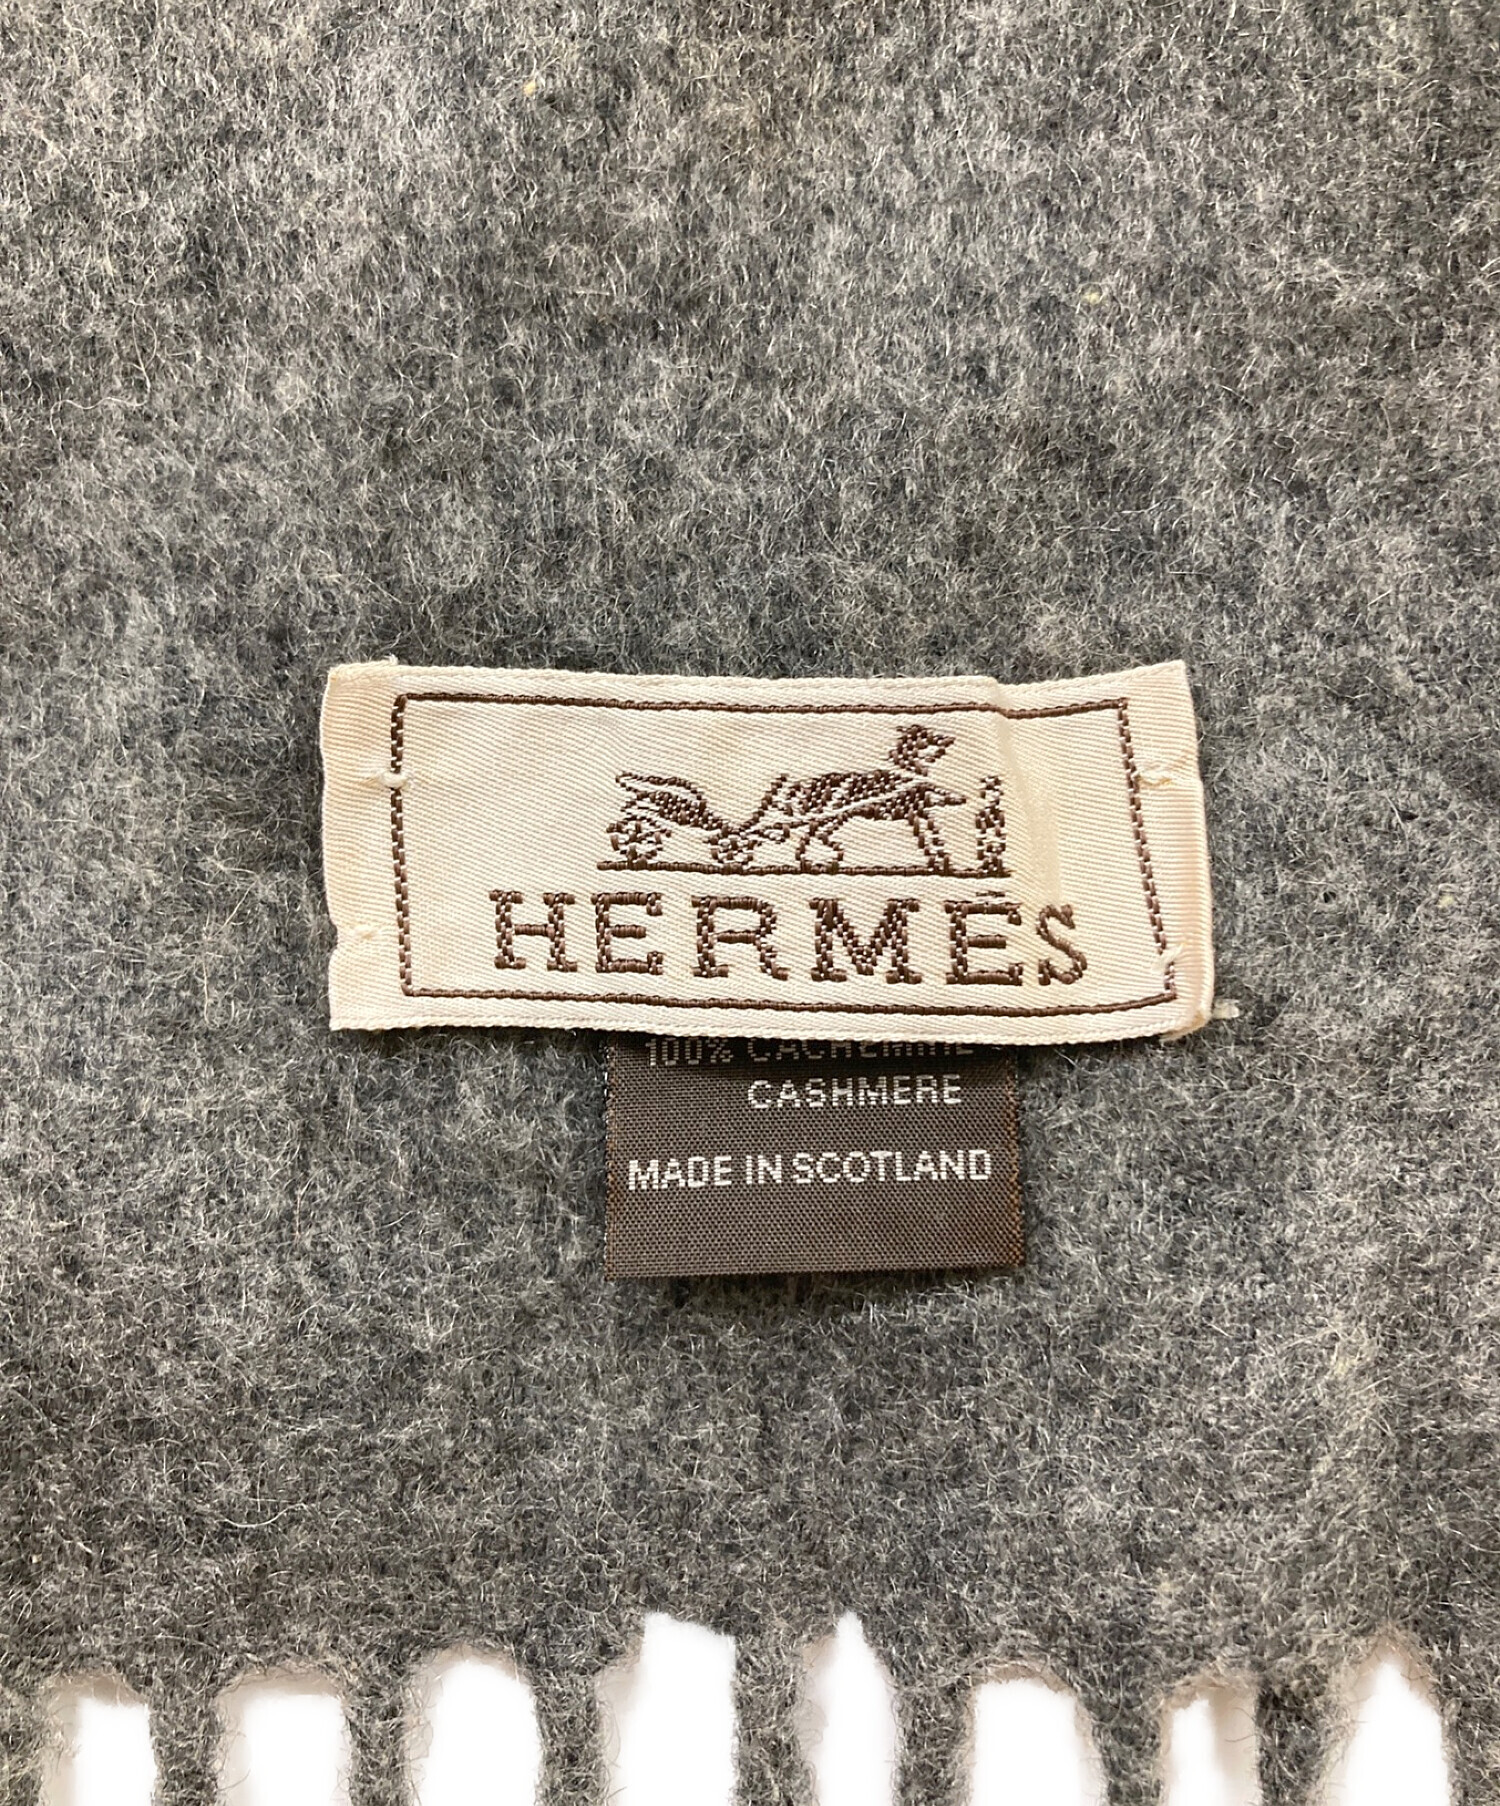 HERMÈS
100% CACHEMIRE -
CASHMERE
MADE IN SCOTLAND